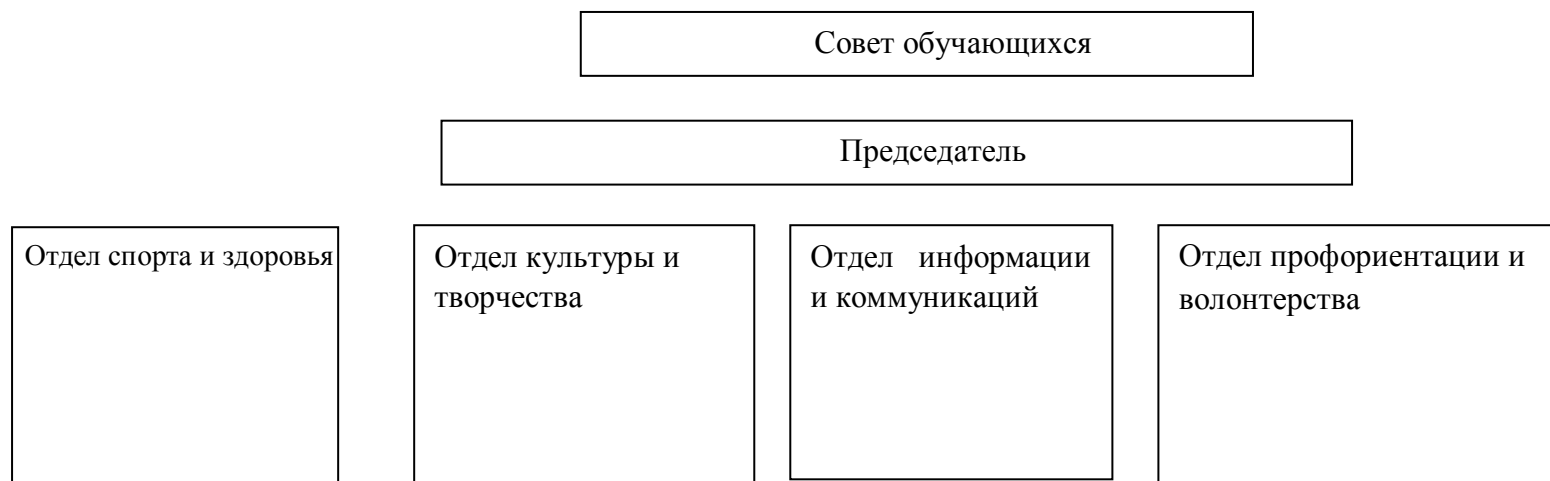 Совет обучающихся
Председатель
Отдел спорта и здоровья
Отдел культуры и
творчества
Отдел информации
и коммуникаций
Отдел профориентации и
волонтерства